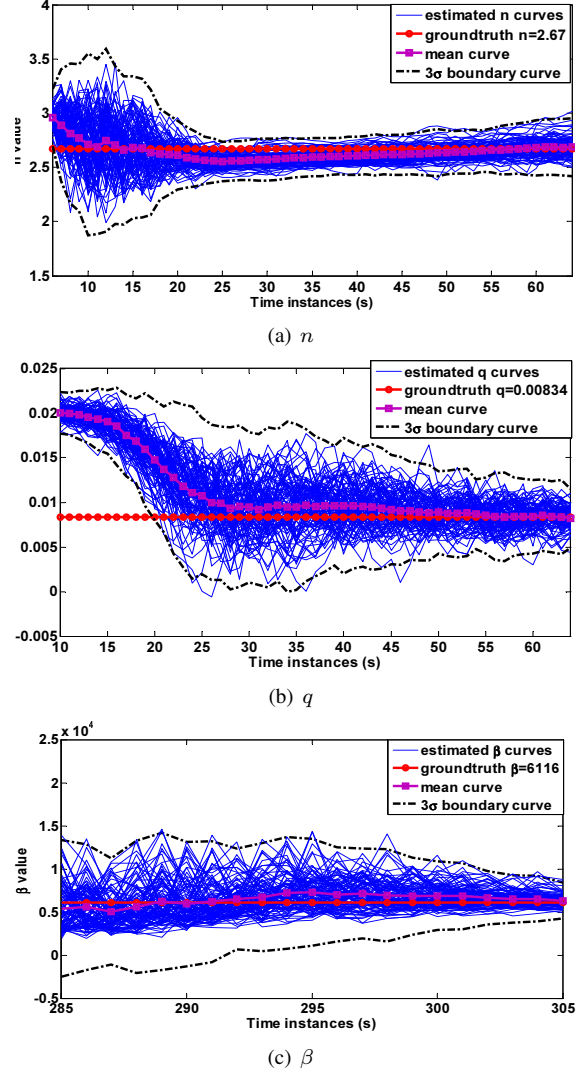 4
3.5
3
2.5
2
1.5
n value
estimated n curves
groundtruth n=2.67
mean curve
3σ boundary curve
10 15 20 25 30 35 40 45 50 55 60
Time instances (s)
(a) n
0.025
0.02
0.015
0.01
0.005
0
-0.005
estimated q curves
groundtruth q=0.00834
mean curve
3σ boundary curve
10 15 20 25 30 35 40 45 50 55 60
Time instances (s)
(b) q
x 10⁴
2.5
2
1.5
1
0.5
0
-0.5
β value
estimated β curves
groundtruth β=6116
mean curve
3σ boundary curve
285 290 295 300 305
Time instances (s)
(c) β